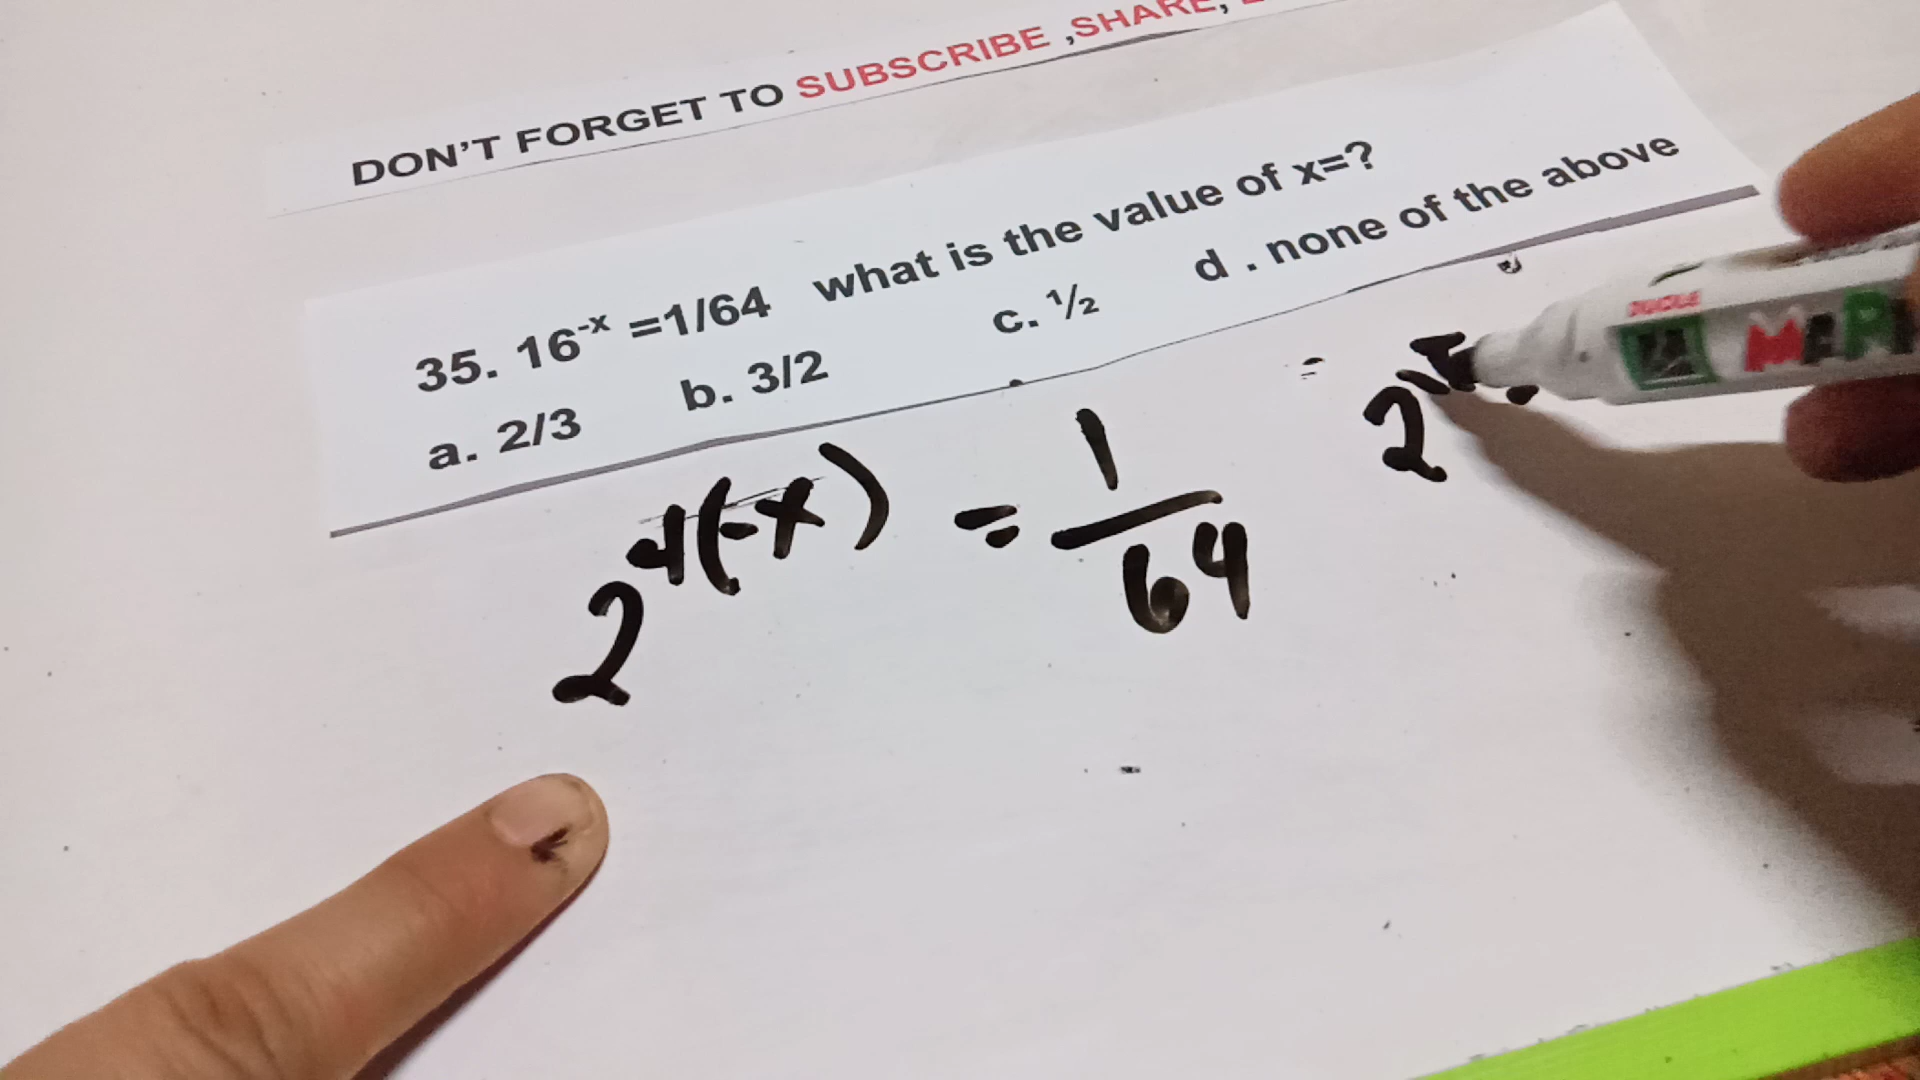 DON'T FORGET TO SUBSCRIBE ,SHARE,
35. 16⁻ˣ =1/64 what is the value of x=?
a. 2/3 b. 3/2 c. ½ d . none of the above
2⁴⁽⁻ˣ⁾ = 1/64 2